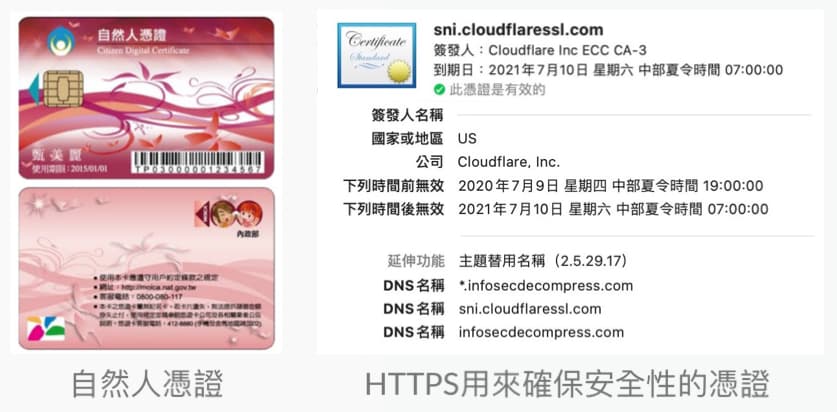 自然人憑證
Citizen Digital Certificate
甄美麗
使用期限:2015/01/01
TP03000001234567
內政部
使用本卡應遵守用戶約定條款之規定
網址:http://moica.nat.gov.tw
客服電話:0800-080-117
自然人憑證
Certificate
Standard
sni.cloudflaressl.com
簽發人:Cloudflare Inc ECC CA-3
到期日:2021年7月10日 星期六 中部夏令時間 07:00:00
此憑證是有效的
簽發人名稱
國家或地區 US
公司 Cloudflare, Inc.
下列時間前無效 2020年7月9日 星期四 中部夏令時間 19:00:00
下列時間後無效 2021年7月10日 星期六 中部夏令時間 07:00:00
延伸功能 主題替用名稱(2.5.29.17)
DNS名稱 *.infosecdecompress.com
DNS名稱 sni.cloudflaressl.com
DNS名稱 infosecdecompress.com
HTTPS用來確保安全性的憑證